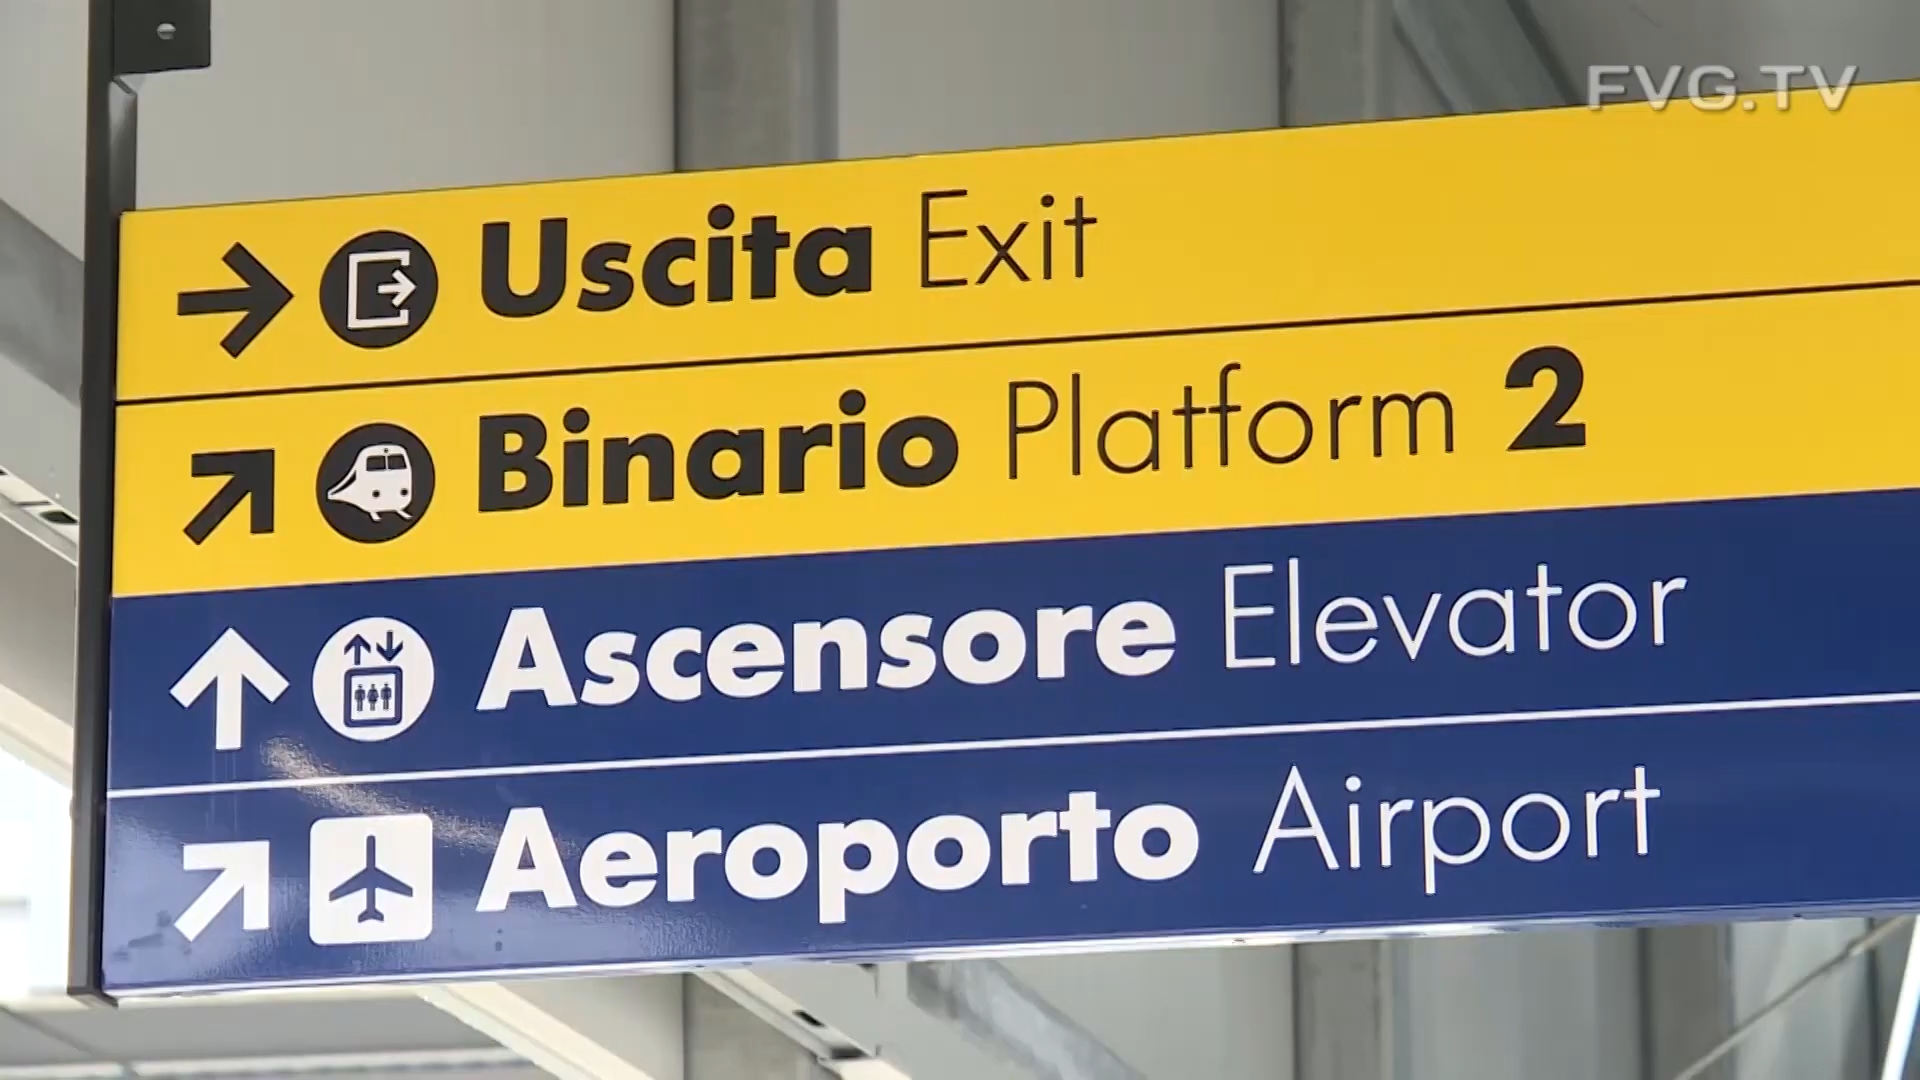 FVG.TV
Uscita Exit
Binario Platform 2
Ascensore Elevator
Aeroporto Airport